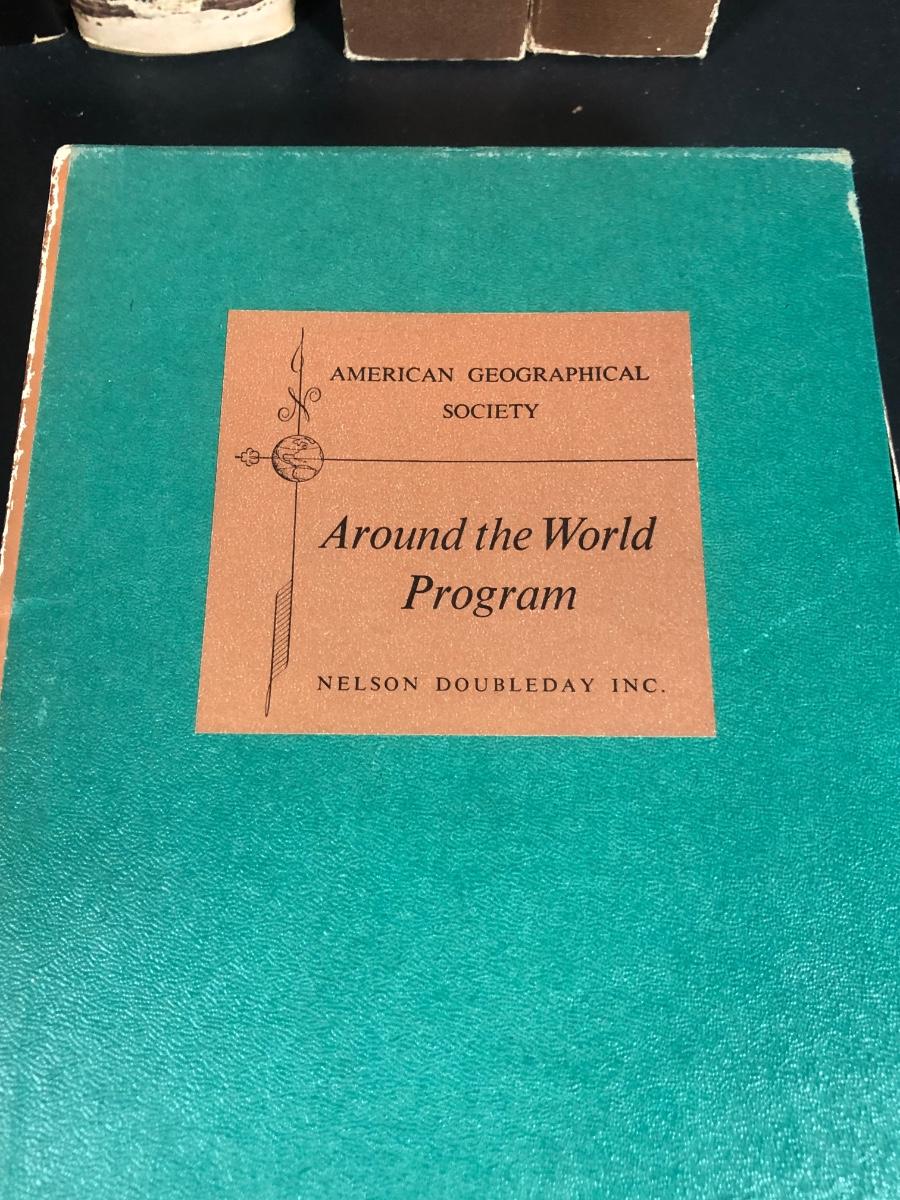 AMERICAN GEOGRAPHICAL
SOCIETY
Around the World
Program
NELSON DOUBLEDAY INC.